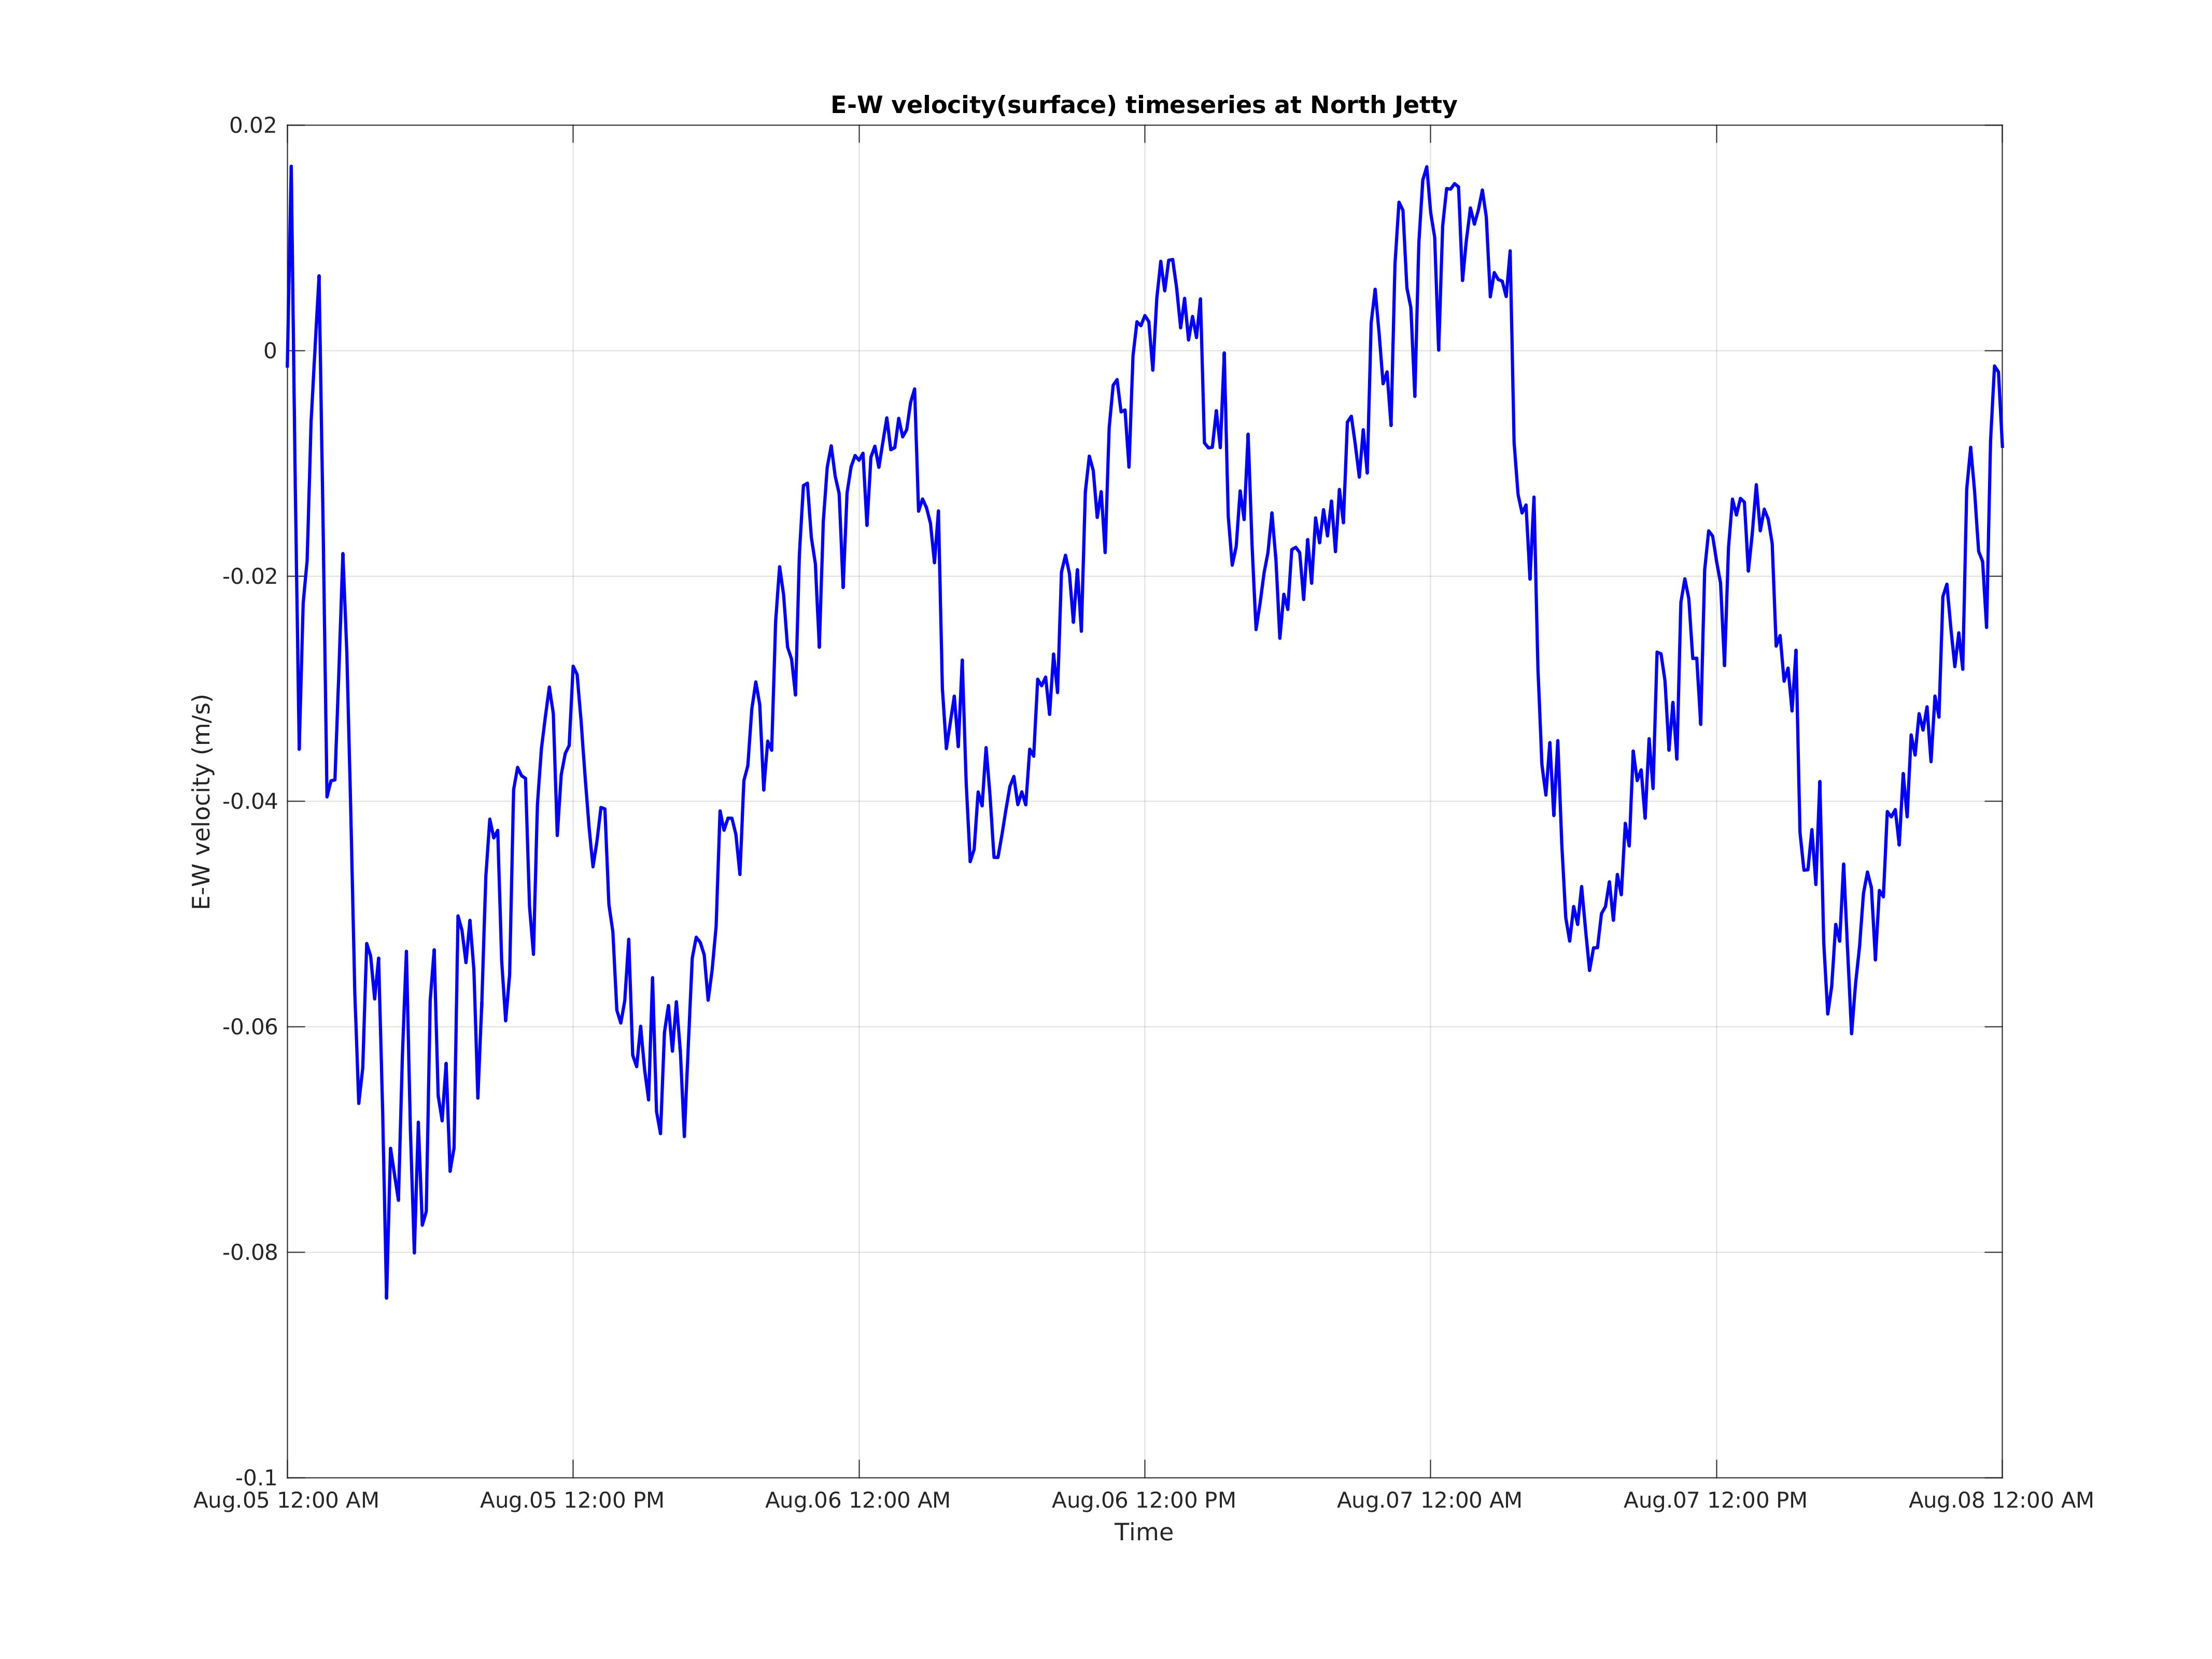 E-W velocity(surface) timeseries at North Jetty
0.02
0
-0.02
-0.04
-0.06
-0.08
-0.1
E-W velocity (m/s)
Aug.05 12:00 AM
Aug.05 12:00 PM
Aug.06 12:00 AM
Aug.06 12:00 PM
Aug.07 12:00 AM
Aug.07 12:00 PM
Aug.08 12:00 AM
Time